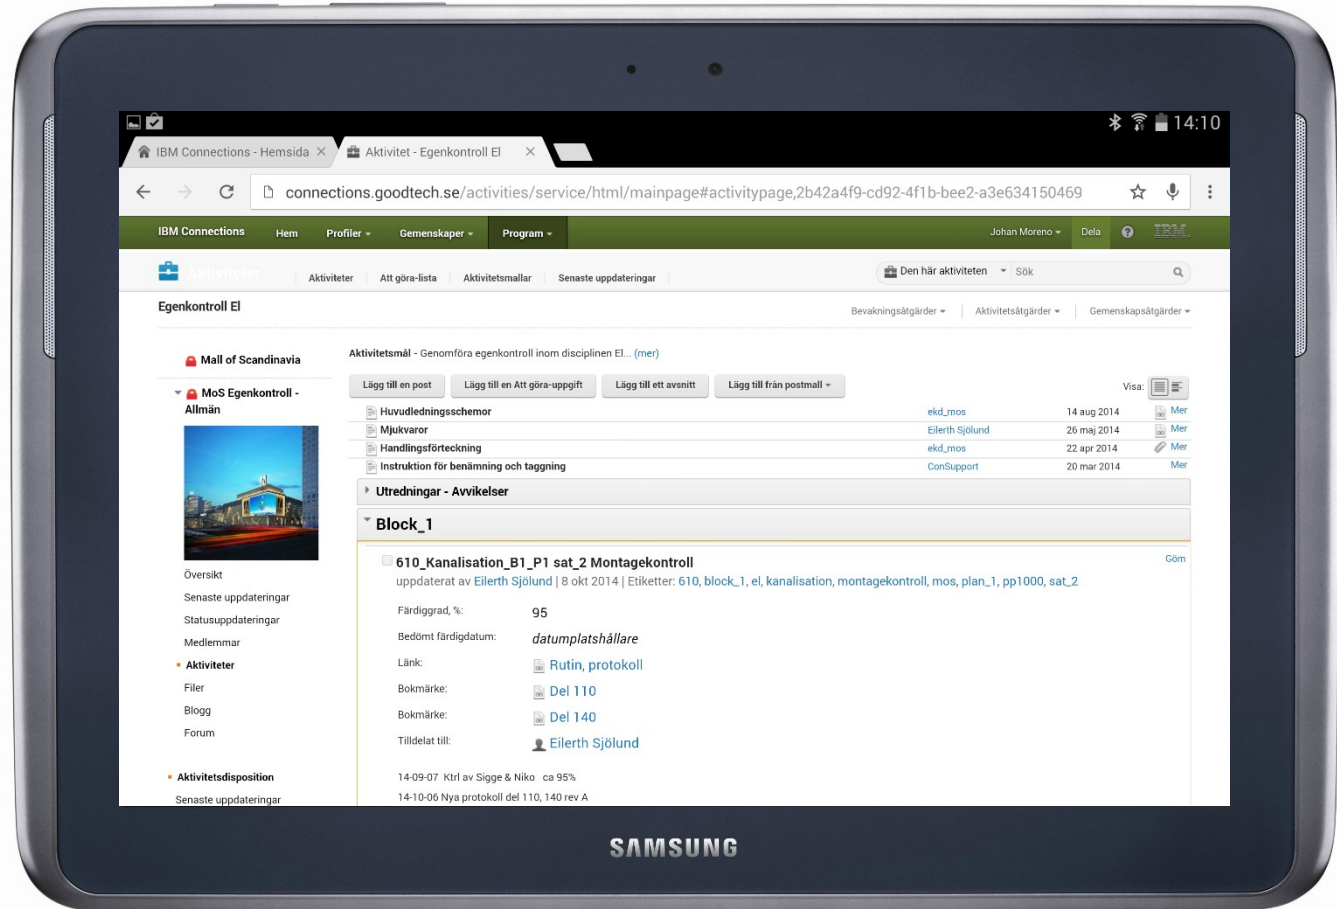 14:10
IBM Connections - Hemsida
Aktivitet - Egenkontroll El
connections.goodtech.se/activities/service/html/mainpage#activitypage,2b42a4f9-cd92-4f1b-bee2-a3e634150469
IBM Connections Hem Profiler Gemenskaper Program Johan Moreno Dela ? IBM
Aktiviteter Aktiviteter Att göra-lista Aktivitetsmallar Senaste uppdateringar Den här aktiviteten Sök
Egenkontroll El Bevakningsåtgärder Aktivitetsåtgärder Gemenskapsåtgärder
Mall of Scandinavia
MoS Egenkontroll -
Allmän
Översikt
Senaste uppdateringar
Statusuppdateringar
Medlemmar
Aktiviteter
Filer
Blogg
Forum
Aktivitetsdisposition
Senaste uppdateringar
Aktivitetsmål - Genomföra egenkontroll inom disciplinen El... (mer)
Lägg till en post Lägg till en Att göra-uppgift Lägg till ett avsnitt Lägg till från postmall Visa:
Huvudledningsschemor ekd_mos 14 aug 2014 Mer
Mjukvaror Eilerth Sjölund 26 maj 2014 Mer
Handlingsförteckning ekd_mos 22 apr 2014 Mer
Instruktion för benämning och taggning ConSupport 20 mar 2014 Mer
Utredningar - Avvikelser
Block_1
610_Kanalisation_B1_P1 sat_2 Montagekontroll Göm
uppdaterat av Eilerth Sjölund | 8 okt 2014 | Etiketter: 610, block_1, el, kanalisation, montagekontroll, mos, plan_1, pp1000, sat_2
Färdiggrad, %: 95
Bedömt färdigdatum: datumplatshållare
Länk: Rutin, protokoll
Bokmärke: Del 110
Bokmärke: Del 140
Tilldelat till: Eilerth Sjölund
14-09-07 Ktrl av Sigge & Niko ca 95%
14-10-06 Nya protokoll del 110, 140 rev A
SAMSUNG